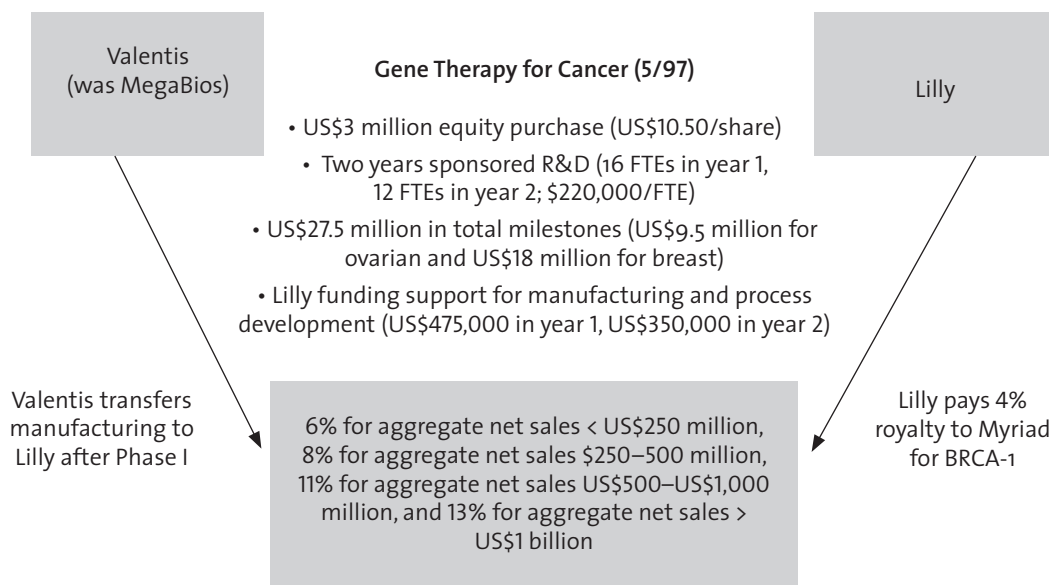 Valentis
(was MegaBios)
Gene Therapy for Cancer (5/97)
Lilly
• US$3 million equity purchase (US$10.50/share)
• Two years sponsored R&D (16 FTEs in year 1,
12 FTEs in year 2; $220,000/FTE)
• US$27.5 million in total milestones (US$9.5 million for
ovarian and US$18 million for breast)
• Lilly funding support for manufacturing and process
development (US$475,000 in year 1, US$350,000 in year 2)
Valentis transfers
manufacturing to
Lilly after Phase I
6% for aggregate net sales < US$250 million,
8% for aggregate net sales $250–500 million,
11% for aggregate net sales US$500–US$1,000
million, and 13% for aggregate net sales >
US$1 billion
Lilly pays 4%
royalty to Myriad
for BRCA-1